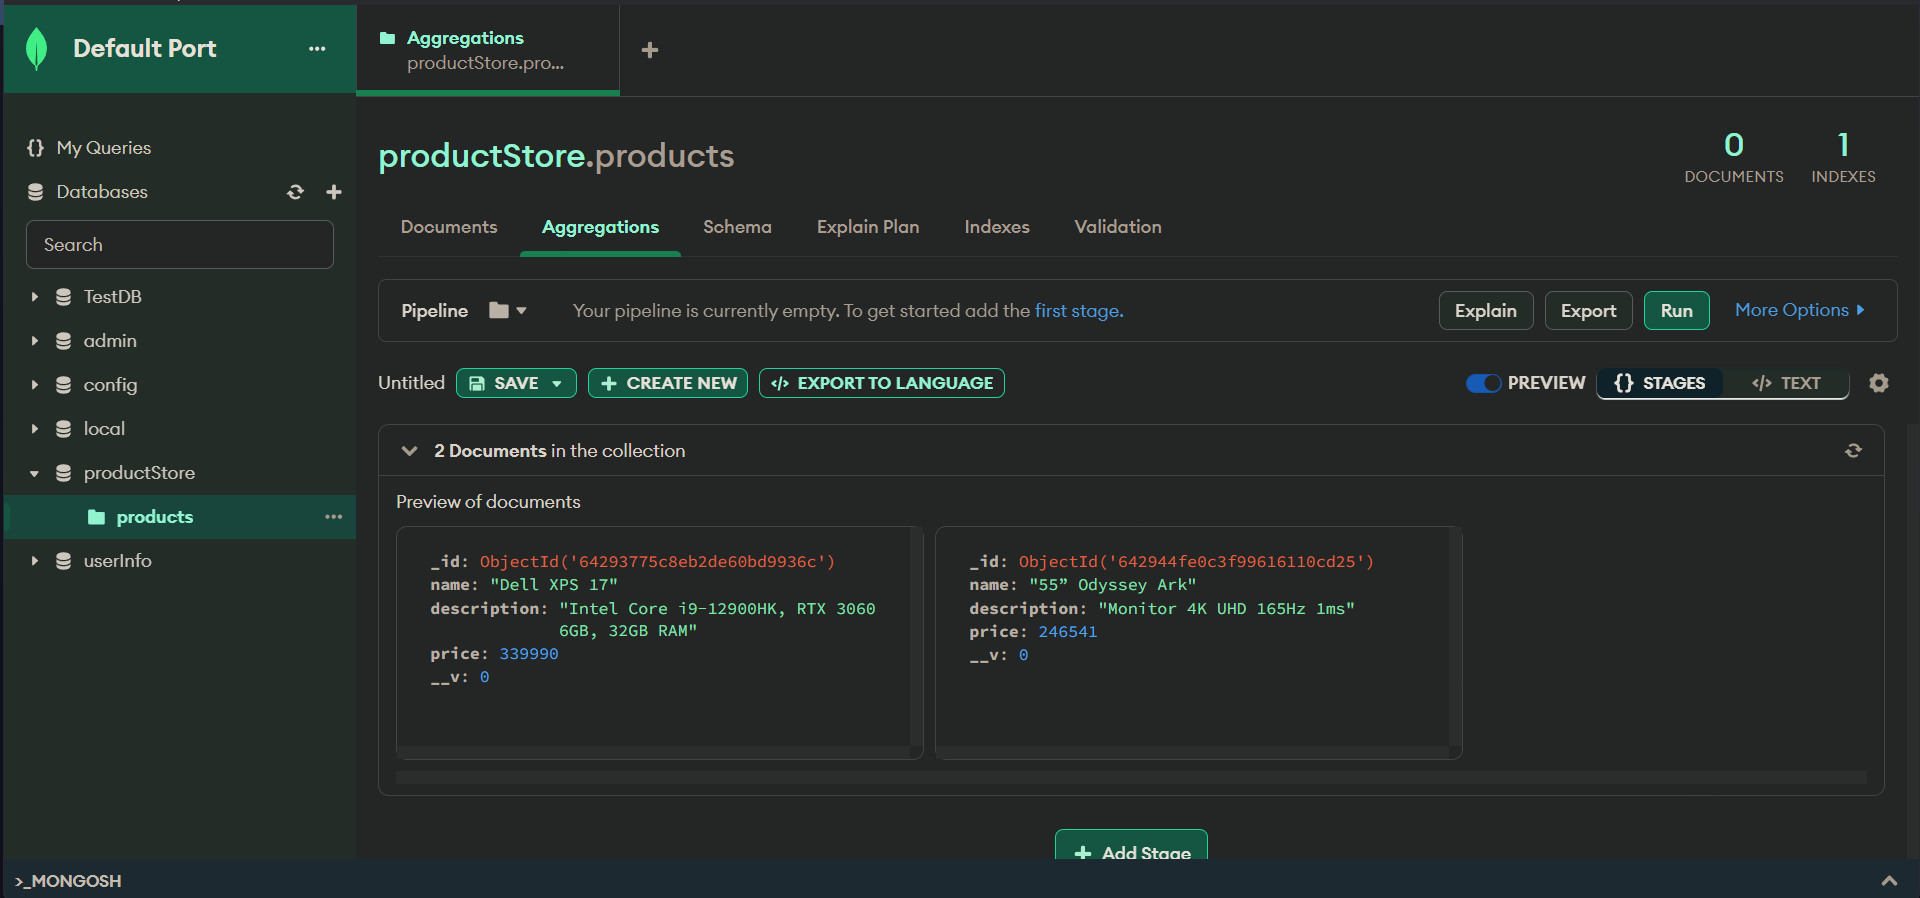 Default Port
...
Aggregations
productStore.pro...
+
{} My Queries
Databases
Search
TestDB
admin
config
local
productStore
products
...
userInfo
productStore.products
0
DOCUMENTS
1
INDEXES
Documents
Aggregations
Schema
Explain Plan
Indexes
Validation
Pipeline
Your pipeline is currently empty. To get started add the first stage.
Explain
Export
Run
More Options
Untitled
SAVE
+ CREATE NEW
</> EXPORT TO LANGUAGE
PREVIEW
{} STAGES
</> TEXT
2 Documents in the collection
Preview of documents
_id: ObjectId('64293775c8eb2de60bd9936c')
name: "Dell XPS 17"
description: "Intel Core i9-12900HK, RTX 3060
6GB, 32GB RAM"
price: 339990
__v: 0
_id: ObjectId('642944fe0c3f99616110cd25')
name: "55” Odyssey Ark"
description: "Monitor 4K UHD 165Hz 1ms"
price: 246541
__v: 0
+ Add Stage
>_MONGOSH